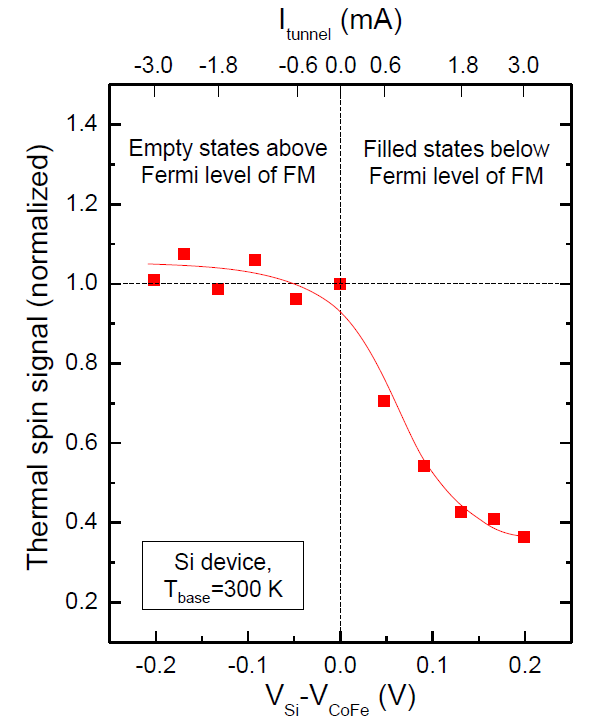 I_tunnel (mA)
-3.0 -1.8 -0.6 0.0 0.6 1.8 3.0
Thermal spin signal (normalized)
1.4
1.2
1.0
0.8
0.6
0.4
0.2
Empty states above
Fermi level of FM
Filled states below
Fermi level of FM
Si device,
T_base=300 K
-0.2 -0.1 0.0 0.1 0.2
V_Si-V_CoFe (V)